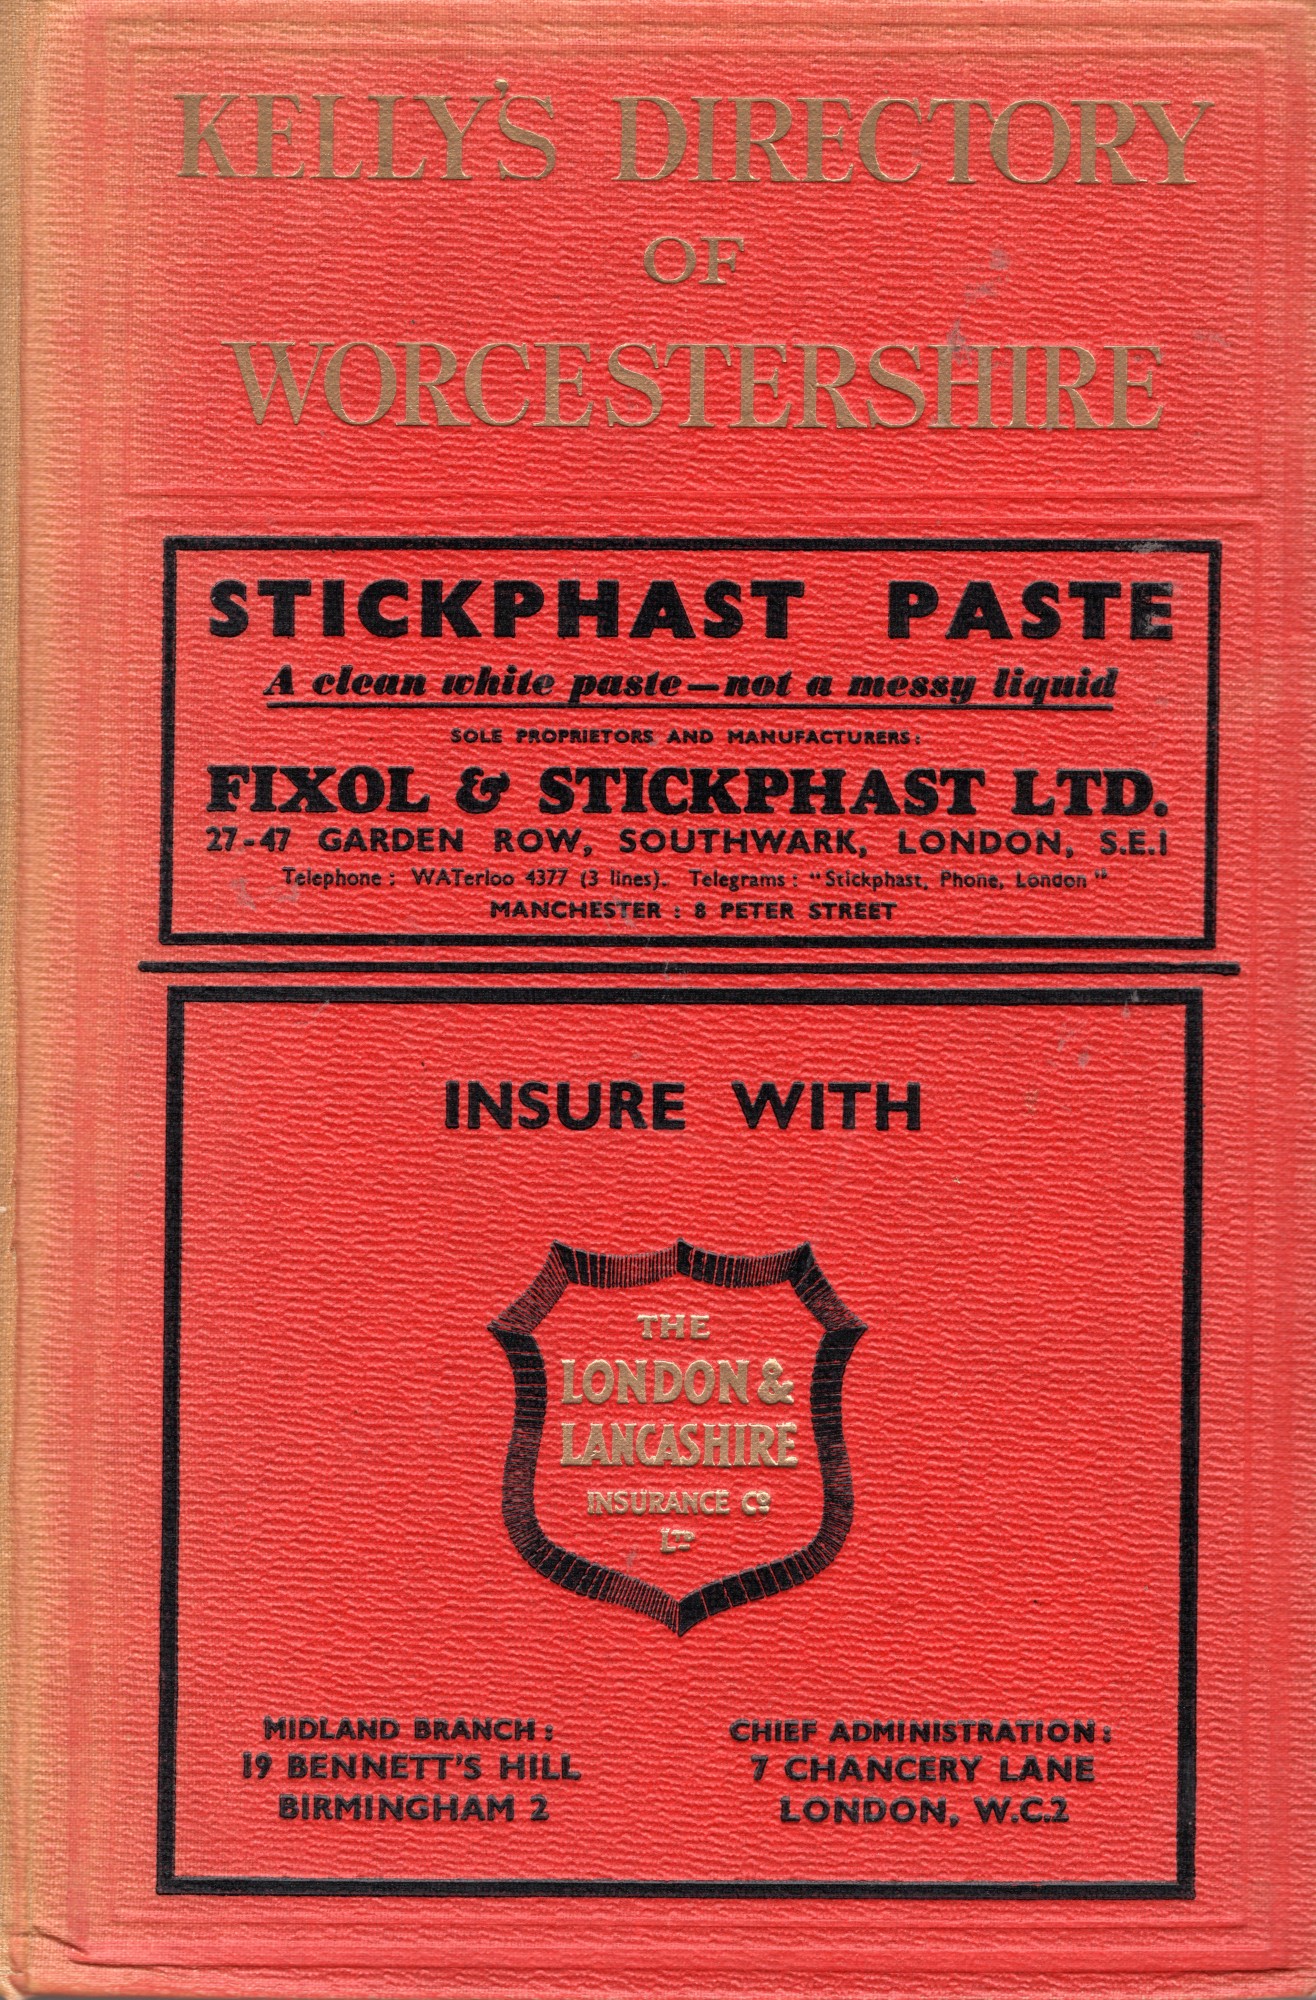 KELLY'S DIRECTORY
OF
WORCESTERSHIRE
STICKPHAST PASTE
A clean white paste—not a messy liquid
SOLE PROPRIETORS AND MANUFACTURERS:
FIXOL & STICKPHAST LTD.
27-47 GARDEN ROW, SOUTHWARK, LONDON, S.E.1
Telephone: WATerloo 4377 (3 lines). Telegrams: "Stickphast, Phone, London"
MANCHESTER: 8 PETER STREET
INSURE WITH
THE
LONDON &
LANCASHIRE
INSURANCE Co
LTD
MIDLAND BRANCH:
19 BENNETT'S HILL
BIRMINGHAM 2
CHIEF ADMINISTRATION:
7 CHANCERY LANE
LONDON, W.C.2